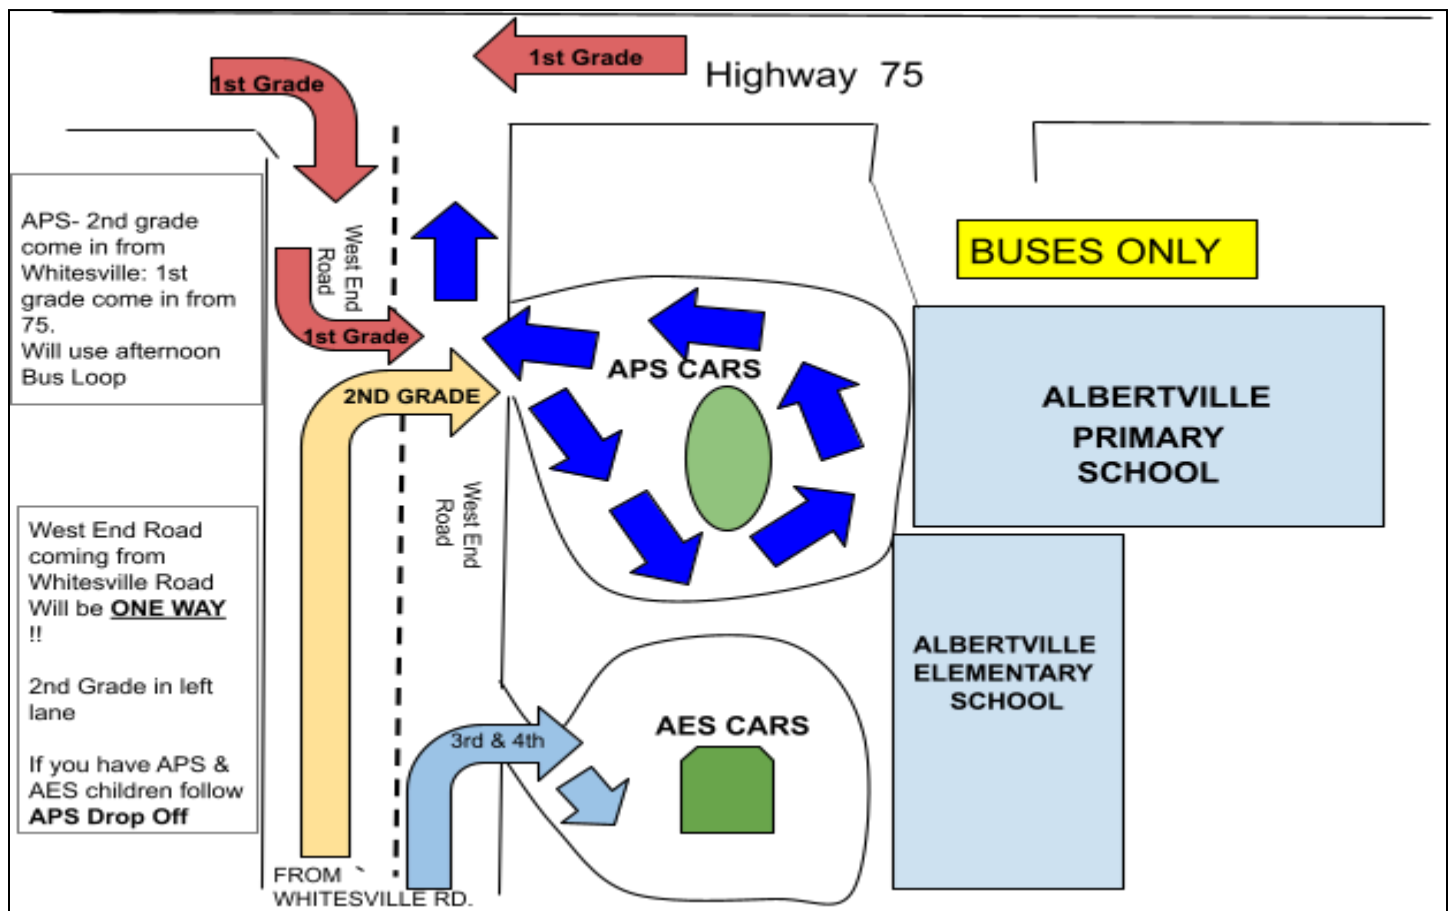 1st Grade
Highway 75
1st Grade
APS- 2nd grade
come in from
Whitesville: 1st
grade come in from
75.
Will use afternoon
Bus Loop
West End
Road
BUSES ONLY
1st Grade
APS CARS
2ND GRADE
ALBERTVILLE
PRIMARY
SCHOOL
West End
Road
West End Road
coming from
Whitesville Road
Will be ONE WAY
!!
2nd Grade in left
lane
If you have APS &
AES children follow
APS Drop Off
ALBERTVILLE
ELEMENTARY
SCHOOL
AES CARS
3rd & 4th
FROM `
WHITESVILLE RD.